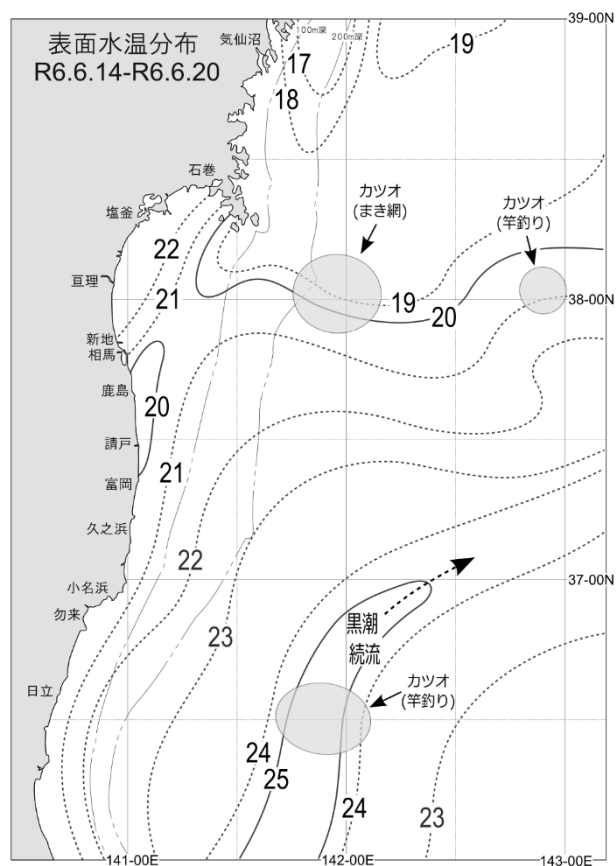 表面水温分布
R6.6.14-R6.6.20
気仙沼
100m深
200m深
39-00N
17
19
18
石巻
カツオ
(まき網)
カツオ
(竿釣り)
塩釜
22
亘理
21
19
20
38-00N
新地
相馬
鹿島
20
請戸
21
富岡
久之浜
22
小名浜
37-00N
勿来
23
黒潮
続流
カツオ
(竿釣り)
日立
24
25
24
23
141-00E
142-00E
143-00E